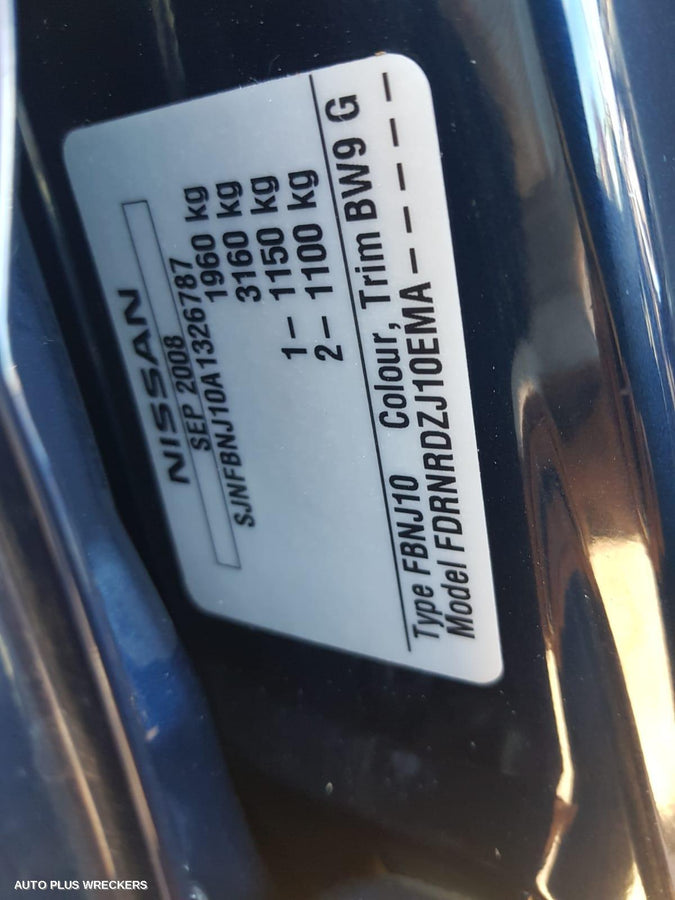 NISSAN
SEP 2008
SJNFBNJ10A1326787
1960 kg
3160 kg
1– 1150 kg
2– 1100 kg
Type FBNJ10 Colour, Trim BW9 G
Model FDRNRDZJ10EMA – – – – –
AUTO PLUS WRECKERS